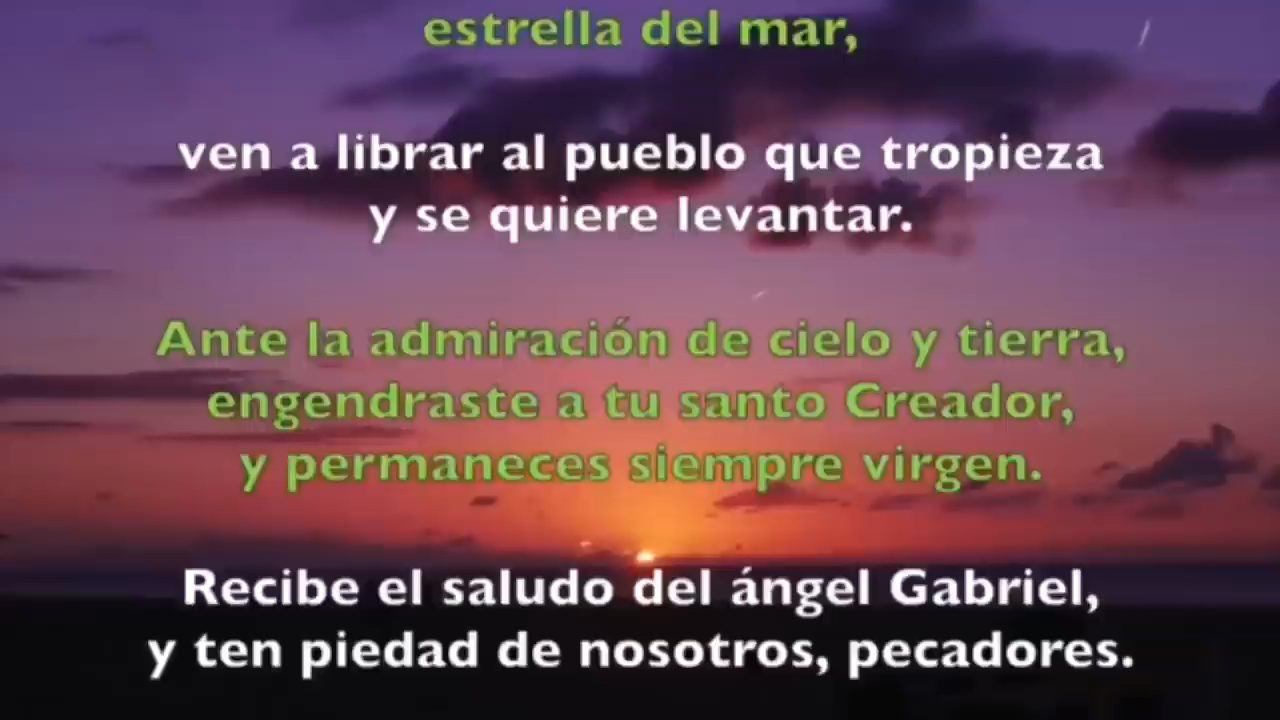 estrella del mar,
ven a librar al pueblo que tropieza
y se quiere levantar.
Ante la admiración de cielo y tierra,
engendraste a tu santo Creador,
y permaneces siempre virgen.
Recibe el saludo del ángel Gabriel,
y ten piedad de nosotros, pecadores.